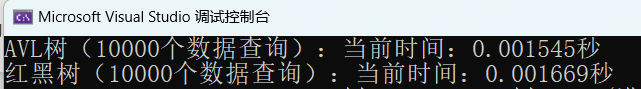 Microsoft Visual Studio 调试控制台
AVL树（10000个数据查询）：当前时间：0.001545秒
红黑树（10000个数据查询）：当前时间：0.001669秒